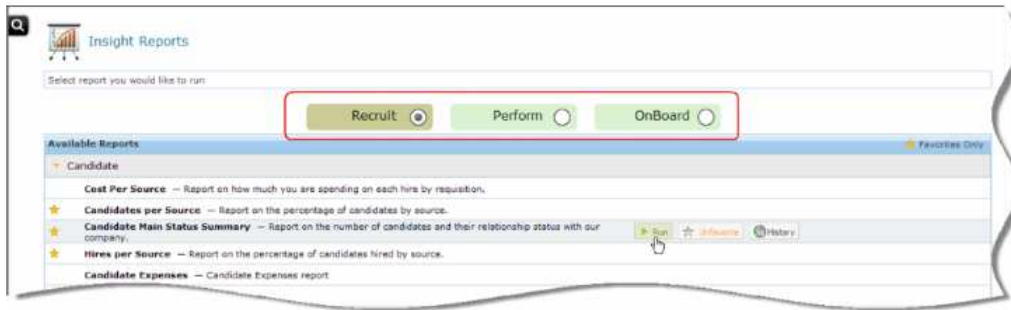 Insight Reports
Select report you would like to run
Recruit Perform OnBoard
Available Reports Favorites Only
Candidate
Cost Per Source — Report on how much you are spending on each hire by requisition.
Candidates per Source — Report on the percentage of candidates by source.
Candidate Main Status Summary — Report on the number of candidates and their relationship status with our
company.
Run Unfavorite History
Hires per Source — Report on the percentage of candidates hired by source.
Candidate Expenses — Candidate Expenses report